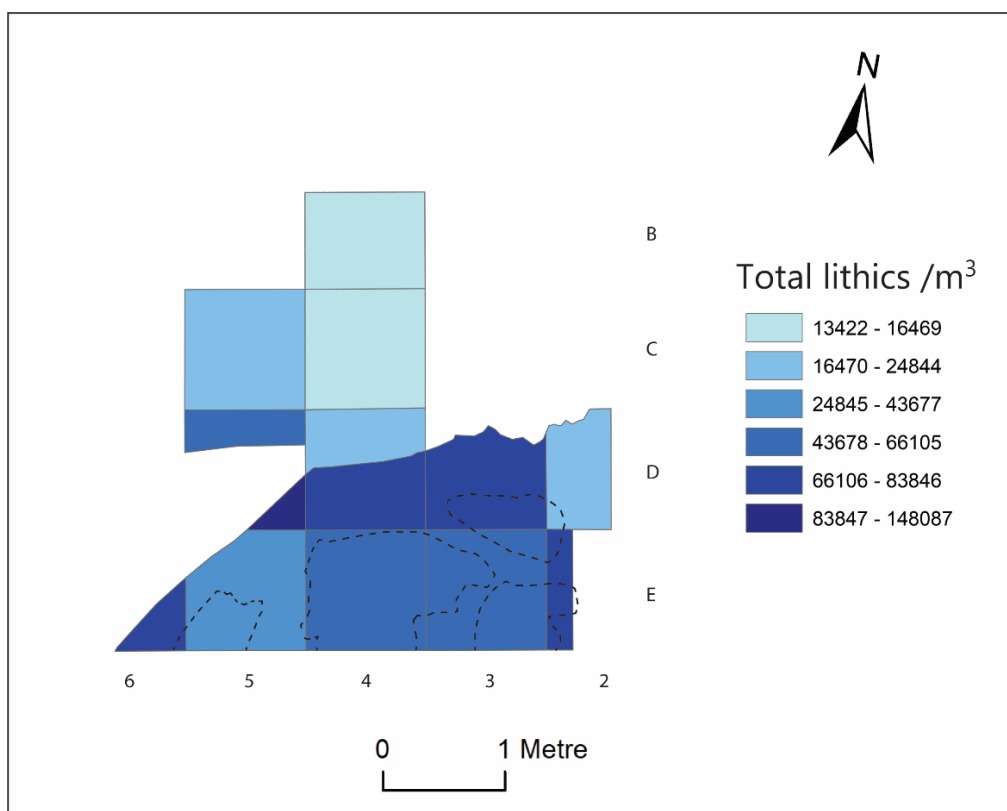 N
B
C
D
E
6 5 4 3 2
Total lithics /m³
13422 - 16469
16470 - 24844
24845 - 43677
43678 - 66105
66106 - 83846
83847 - 148087
0 1 Metre